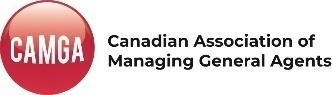 CAMGA
Canadian Association of
Managing General Agents